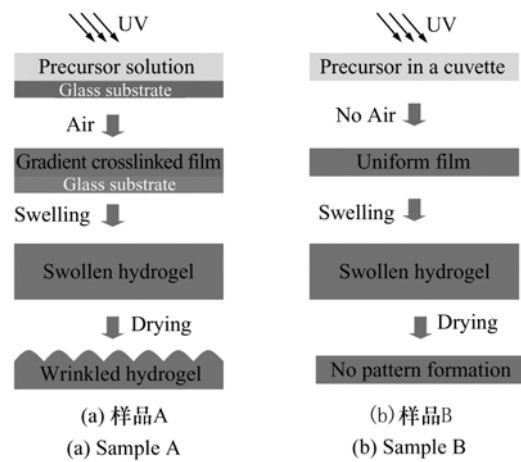 UV
Precursor solution
Glass substrate
Air
Gradient crosslinked film
Glass substrate
Swelling
Swollen hydrogel
Drying
Wrinkled hydrogel
(a) 样品A
(a) Sample A
UV
Precursor in a cuvette
No Air
Uniform film
Swelling
Swollen hydrogel
Drying
No pattern formation
(b) 样品B
(b) Sample B